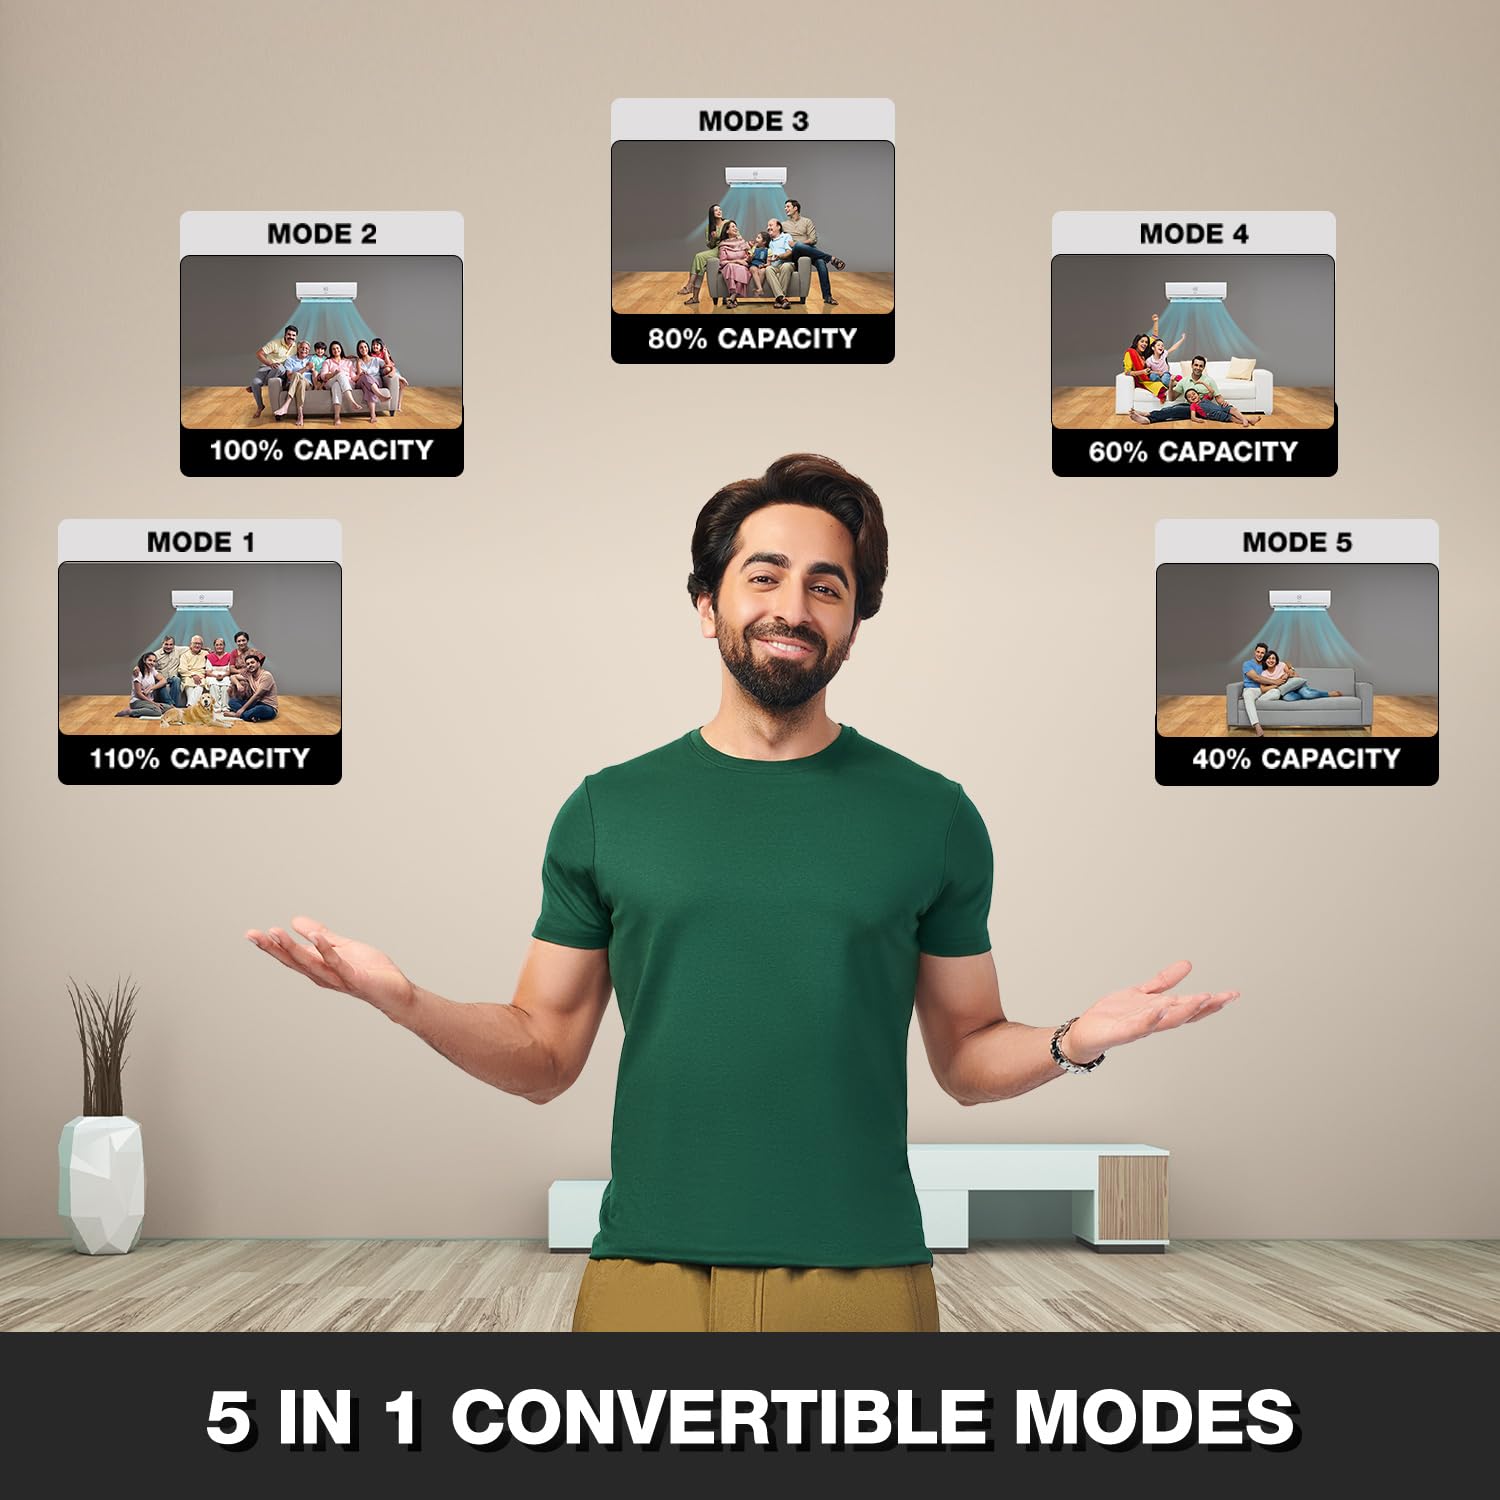 MODE 3
80% CAPACITY
MODE 2
100% CAPACITY
MODE 4
60% CAPACITY
MODE 1
110% CAPACITY
MODE 5
40% CAPACITY
5 IN 1 CONVERTIBLE MODES